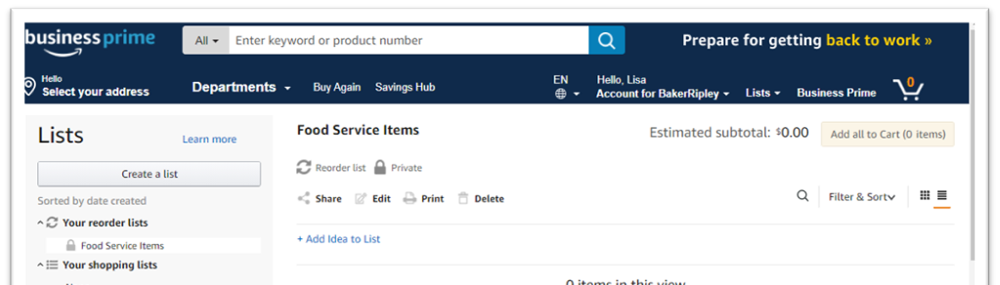 business prime
All
Enter keyword or product number
Prepare for getting back to work »
Hello
Select your address
Departments
Buy Again
Savings Hub
EN
Hello, Lisa
Account for BakerRipley
Lists
Business Prime
0
Lists
Learn more
Create a list
Sorted by date created
Your reorder lists
Food Service Items
Your shopping lists
Food Service Items
Estimated subtotal: $0.00
Add all to Cart (0 items)
Reorder list
Private
Share
Edit
Print
Delete
Filter & Sort
+ Add Idea to List
0 items in this view